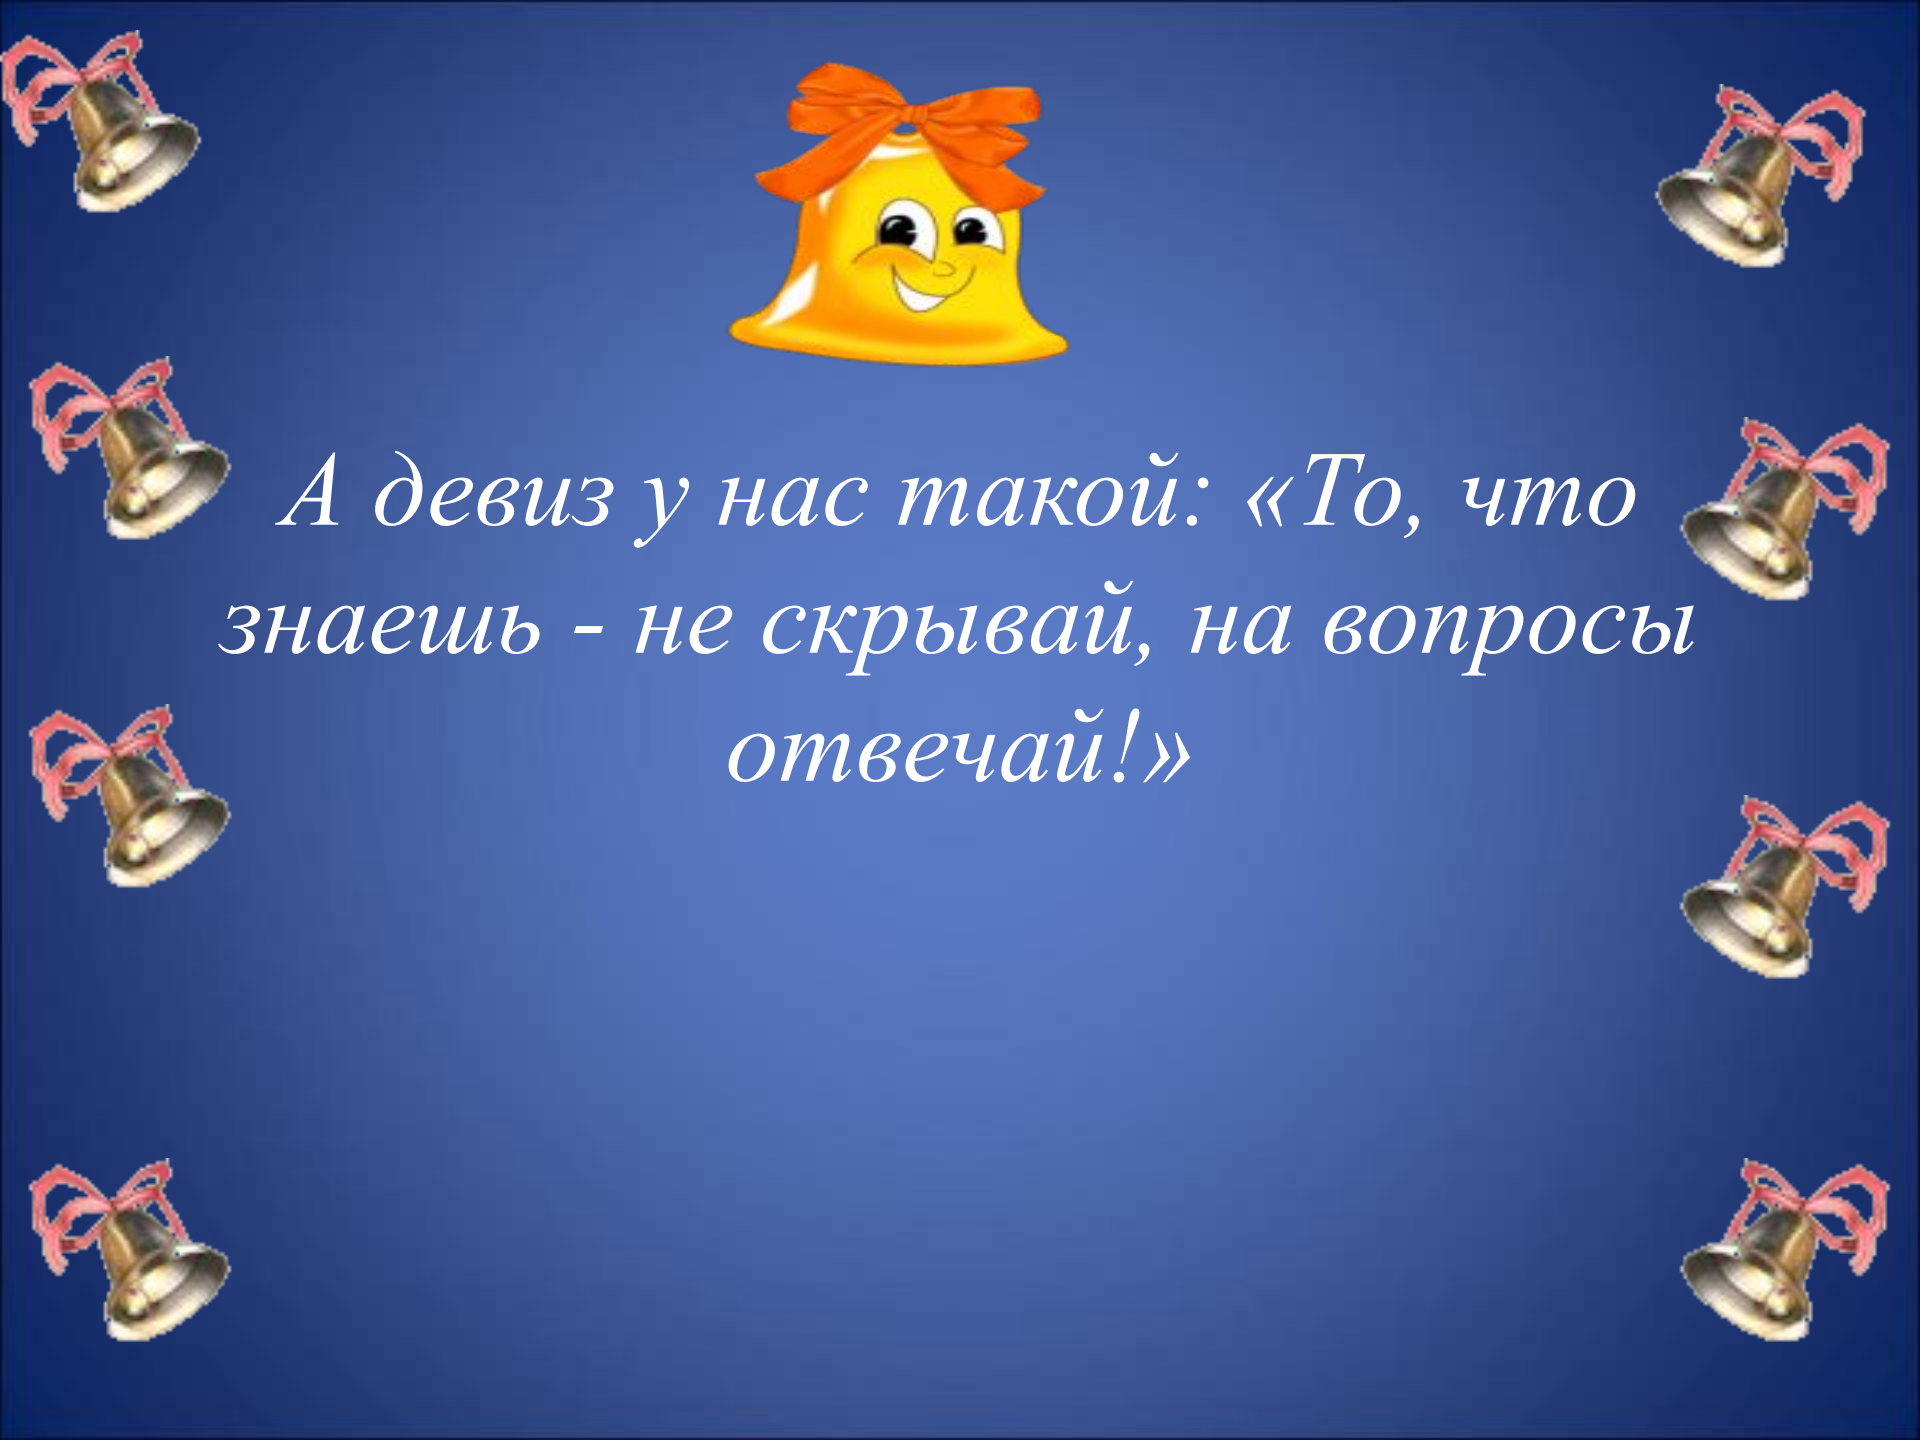 А девиз у нас такой: «То, что
знаешь - не скрывай, на вопросы
отвечай!»